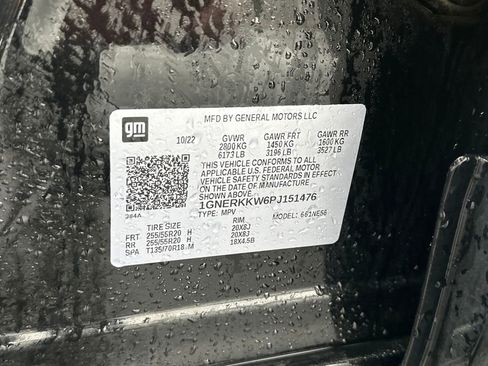 gm
MFD BY GENERAL MOTORS LLC
10/22 GVWR GAWR FRT GAWR RR
2800 KG 1450 KG 1600 KG
6173 LB 3196 LB 3527 LB
THIS VEHICLE CONFORMS TO ALL
APPLICABLE U.S. FEDERAL MOTOR
VEHICLE SAFETY STANDARDS IN EFFECT
ON THE DATE OF MANUFACTURE SHOWN ABOVE.
1GNERKKW6PJ151476
TYPE: MPV MODEL: 661NE56
TIRE SIZE RIM
FRT 255/55R20 H 20X8J
RR 255/55R20 H 20X8J
SPA T135/70R18 M 18X4.5B